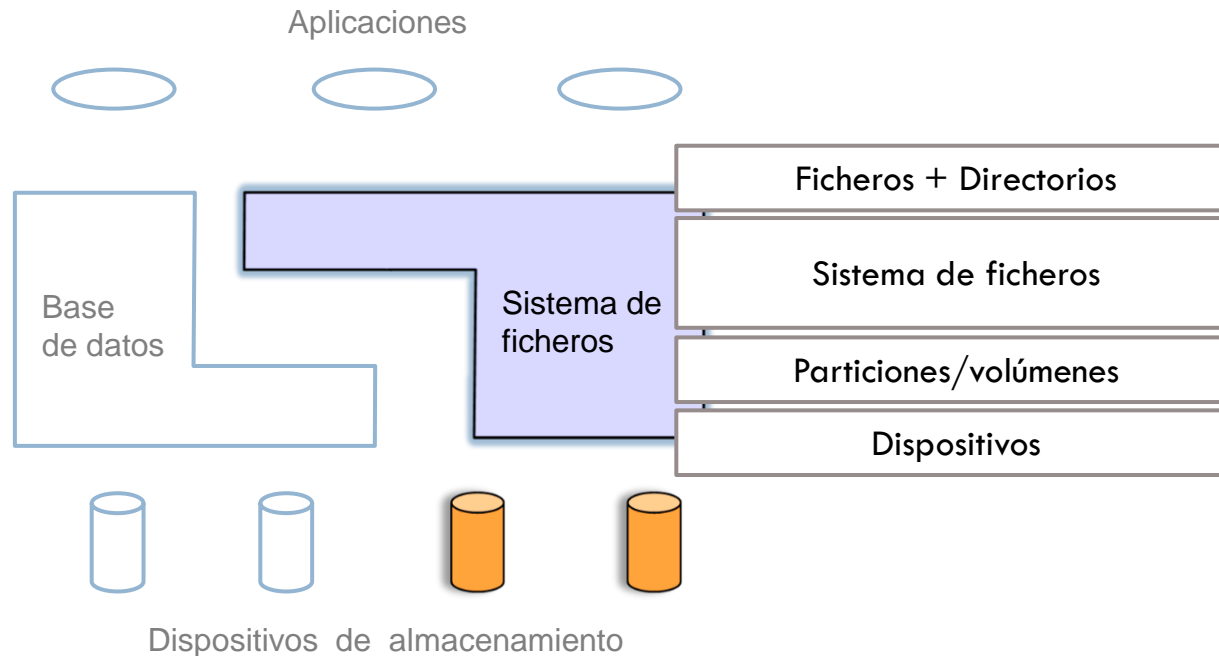 Aplicaciones
Ficheros + Directorios
Sistema de ficheros
Base
de datos
Sistema de
ficheros
Particiones/volúmenes
Dispositivos
Dispositivos de almacenamiento